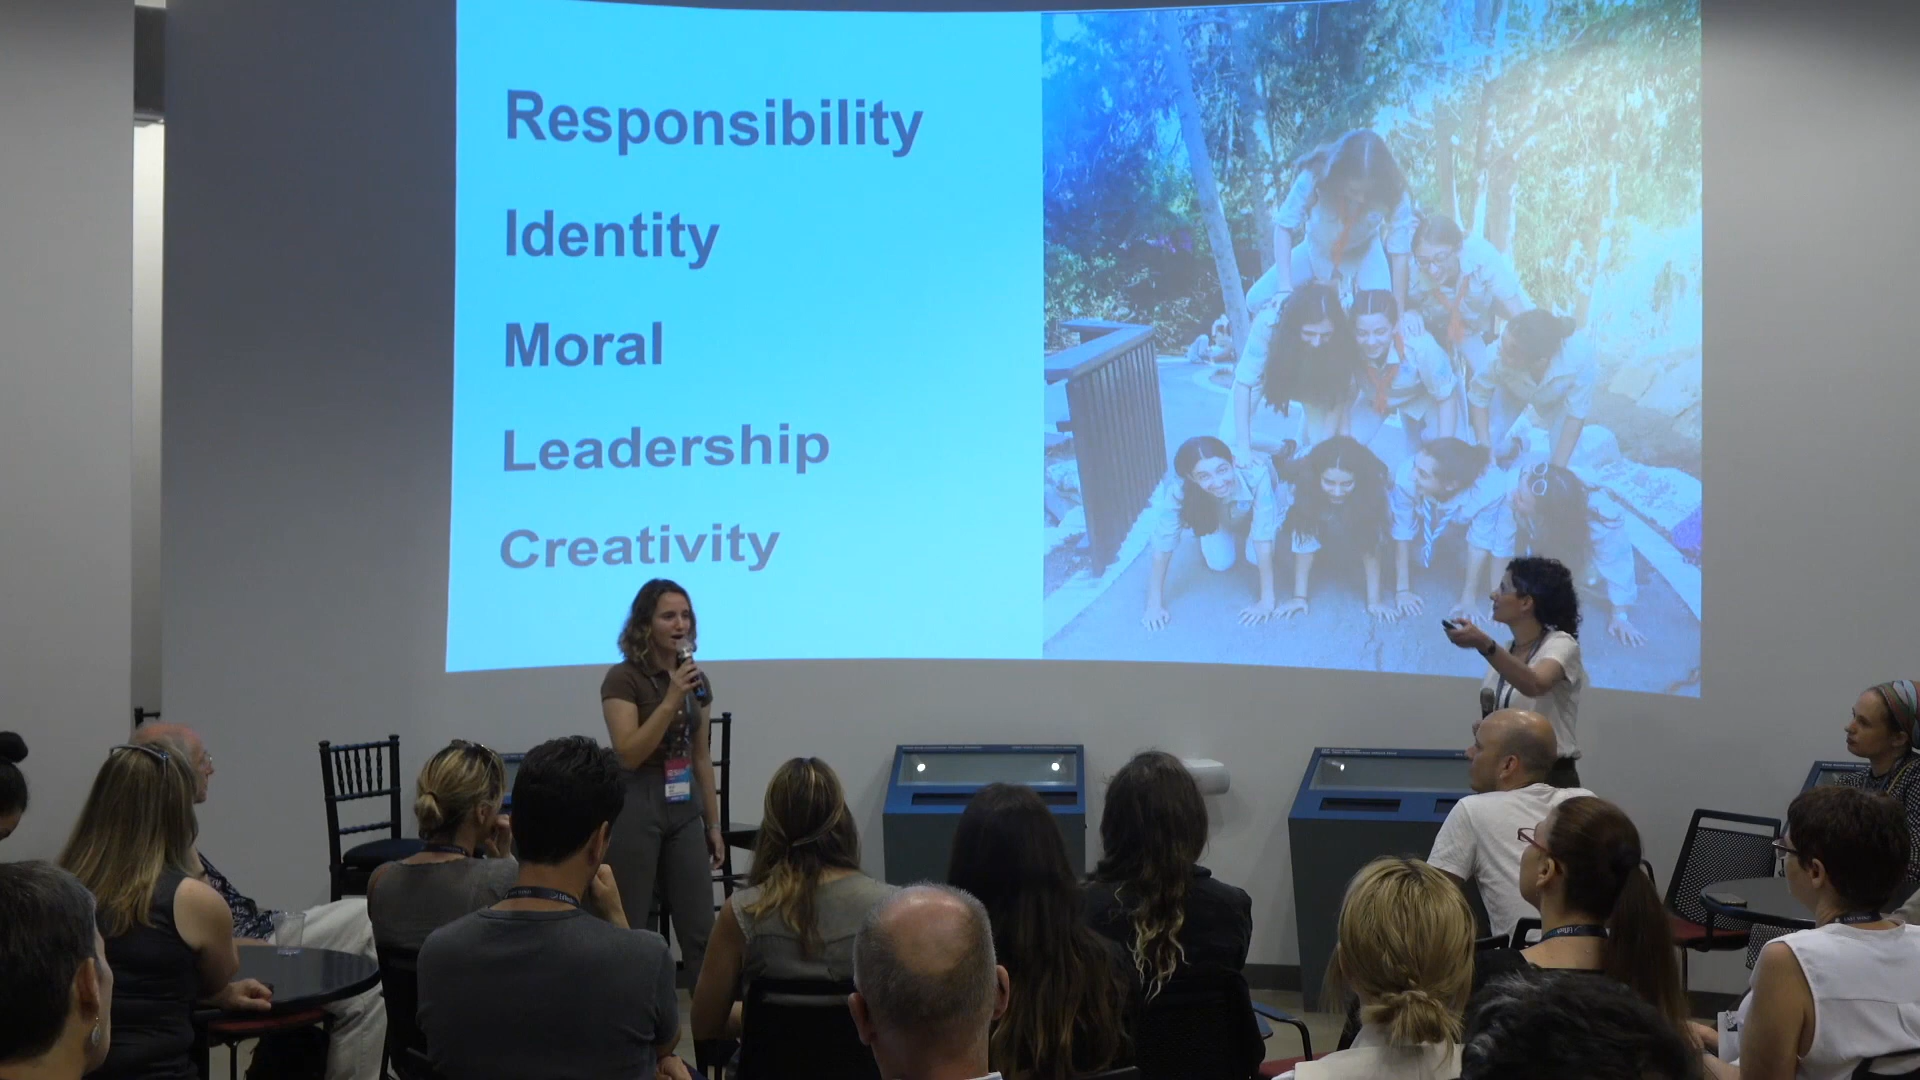 Responsibility
Identity
Moral
Leadership
Creativity